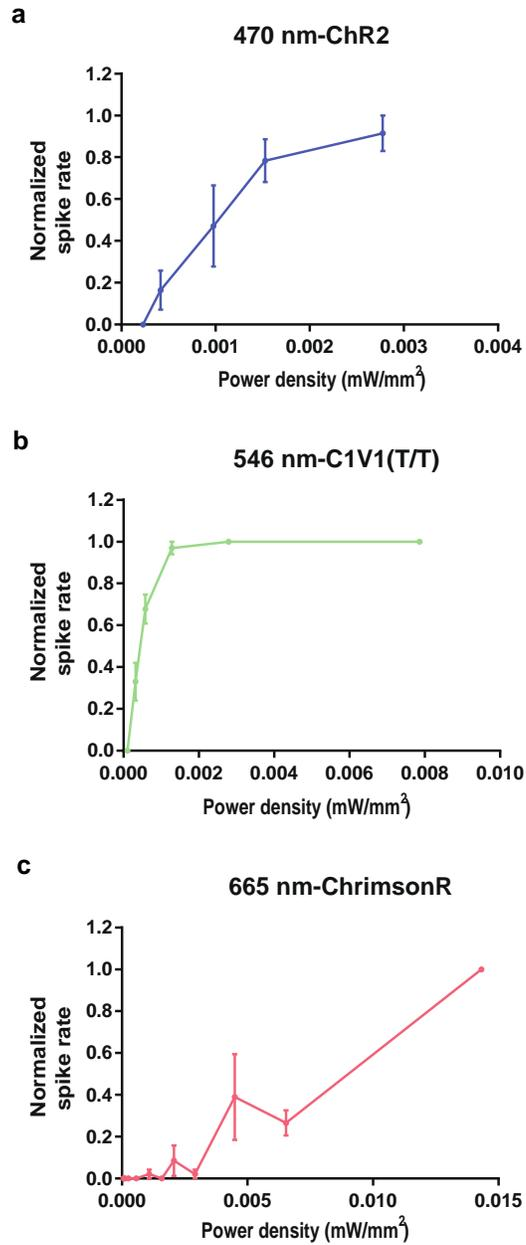 a
470 nm-ChR2
1.2
1.0
0.8
0.6
0.4
0.2
0.0
Normalized
spike rate
0.000 0.001 0.002 0.003 0.004
Power density (mW/mm²)
b
546 nm-C1V1(T/T)
1.2
1.0
0.8
0.6
0.4
0.2
0.0
Normalized
spike rate
0.000 0.002 0.004 0.006 0.008 0.010
Power density (mW/mm²)
c
665 nm-ChrimsonR
1.2
1.0
0.8
0.6
0.4
0.2
0.0
Normalized
spike rate
0.000 0.005 0.010 0.015
Power density (mW/mm²)